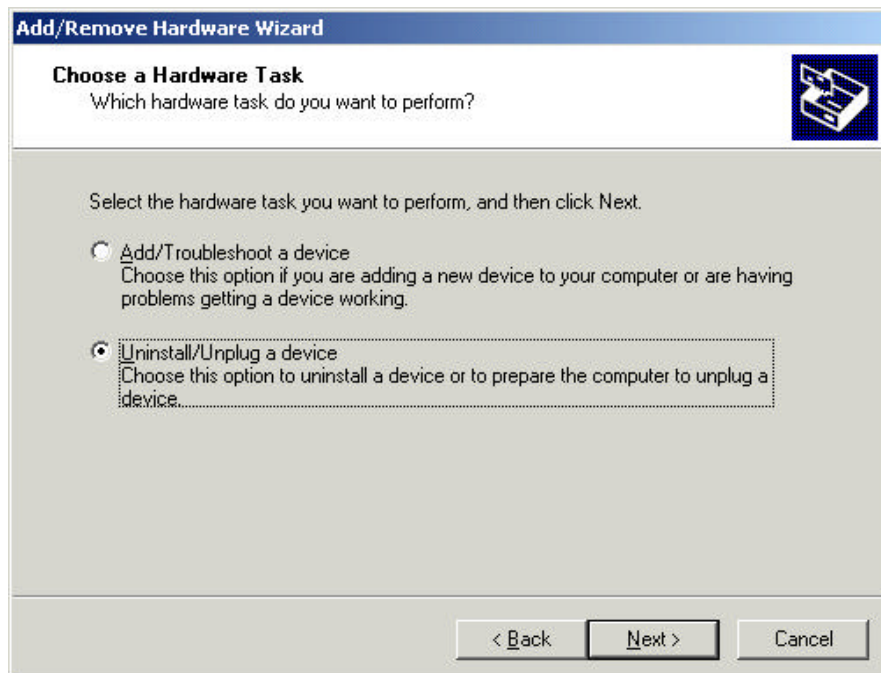 Add/Remove Hardware Wizard
Choose a Hardware Task
Which hardware task do you want to perform?
Select the hardware task you want to perform, and then click Next.
Add/Troubleshoot a device
Choose this option if you are adding a new device to your computer or are having
problems getting a device working.
Uninstall/Unplug a device
Choose this option to uninstall a device or to prepare the computer to unplug a
device.
< Back Next > Cancel